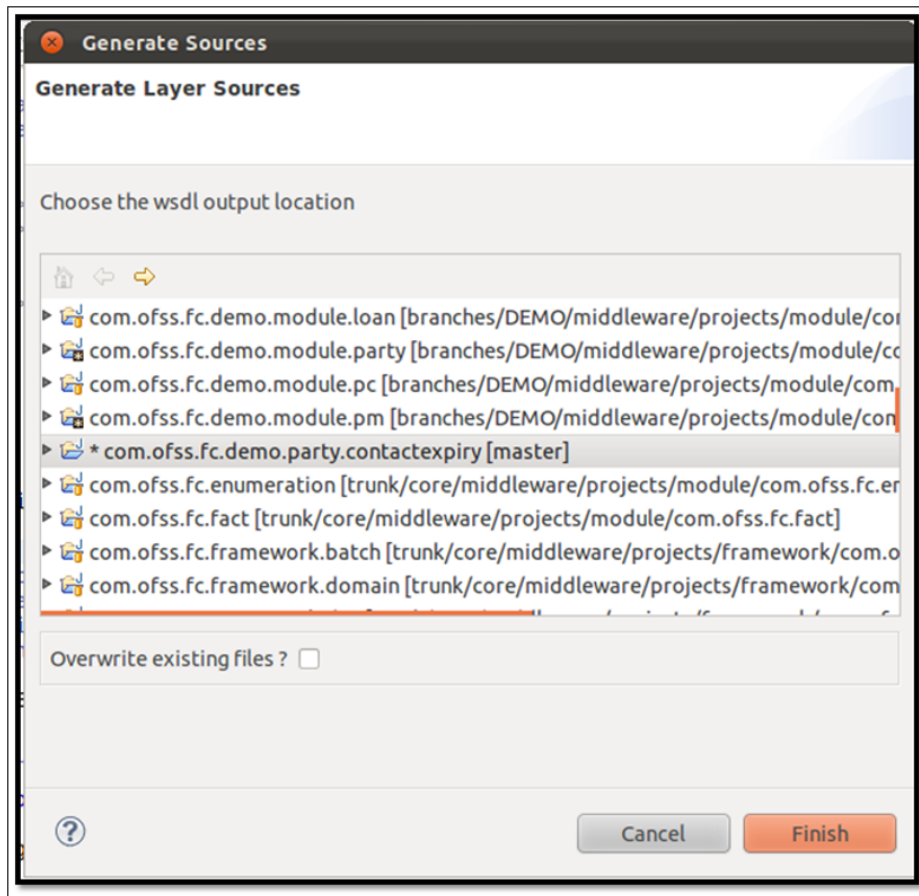 Generate Sources
Generate Layer Sources
Choose the wsdl output location
com.ofss.fc.demo.module.loan [branches/DEMO/middleware/projects/module/co
com.ofss.fc.demo.module.party [branches/DEMO/middleware/projects/module/cc
com.ofss.fc.demo.module.pc [branches/DEMO/middleware/projects/module/com.
com.ofss.fc.demo.module.pm [branches/DEMO/middleware/projects/module/com
* com.ofss.fc.demo.party.contactexpiry [master]
com.ofss.fc.enumeration [trunk/core/middleware/projects/module/com.ofss.fc.er
com.ofss.fc.fact [trunk/core/middleware/projects/module/com.ofss.fc.fact]
com.ofss.fc.framework.batch [trunk/core/middleware/projects/framework/com.o
com.ofss.fc.framework.domain [trunk/core/middleware/projects/framework/com
Overwrite existing files ?
?
Cancel
Finish